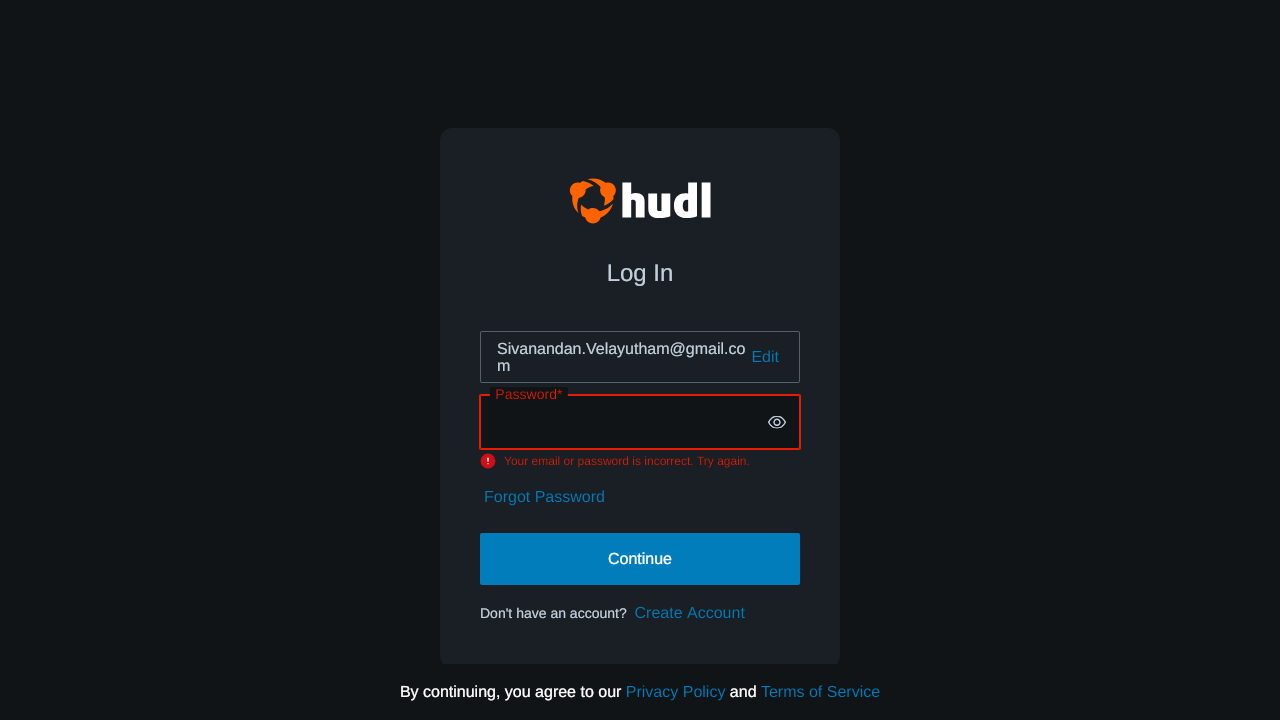 hudl
Log In
Sivanandan.Velayutham@gmail.co
m
Edit
Password*
Your email or password is incorrect. Try again.
Forgot Password
Continue
Don't have an account? Create Account
By continuing, you agree to our Privacy Policy and Terms of Service